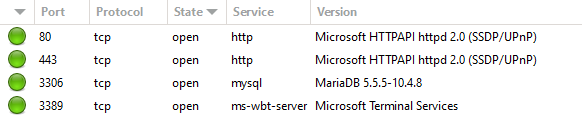 Port Protocol State Service Version
80 tcp open http Microsoft HTTPAPI httpd 2.0 (SSDP/UPnP)
443 tcp open http Microsoft HTTPAPI httpd 2.0 (SSDP/UPnP)
3306 tcp open mysql MariaDB 5.5.5-10.4.8
3389 tcp open ms-wbt-server Microsoft Terminal Services